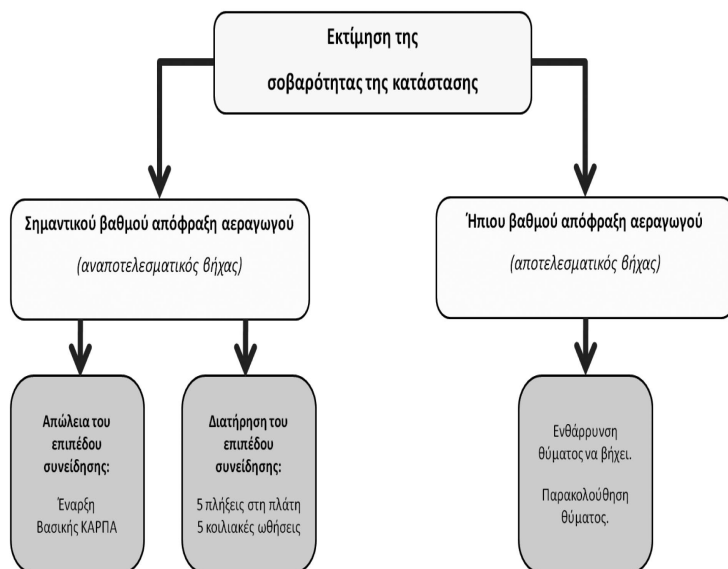 Εκτίμηση της
σοβαρότητας της κατάστασης
Σημαντικού βαθμού απόφραξη αεραγωγού
(αναποτελεσματικός βήχας)
Ήπιου βαθμού απόφραξη αεραγωγού
(αποτελεσματικός βήχας)
Απώλεια του
επιπέδου
συνείδησης:
Έναρξη
Βασικής ΚΑΡΠΑ
Διατήρηση του
επιπέδου
συνείδησης:
5 πλήξεις στη πλάτη
5 κοιλιακές ωθήσεις
Ενθάρρυνση
θύματος να βήχει.
Παρακολούθηση
θύματος.